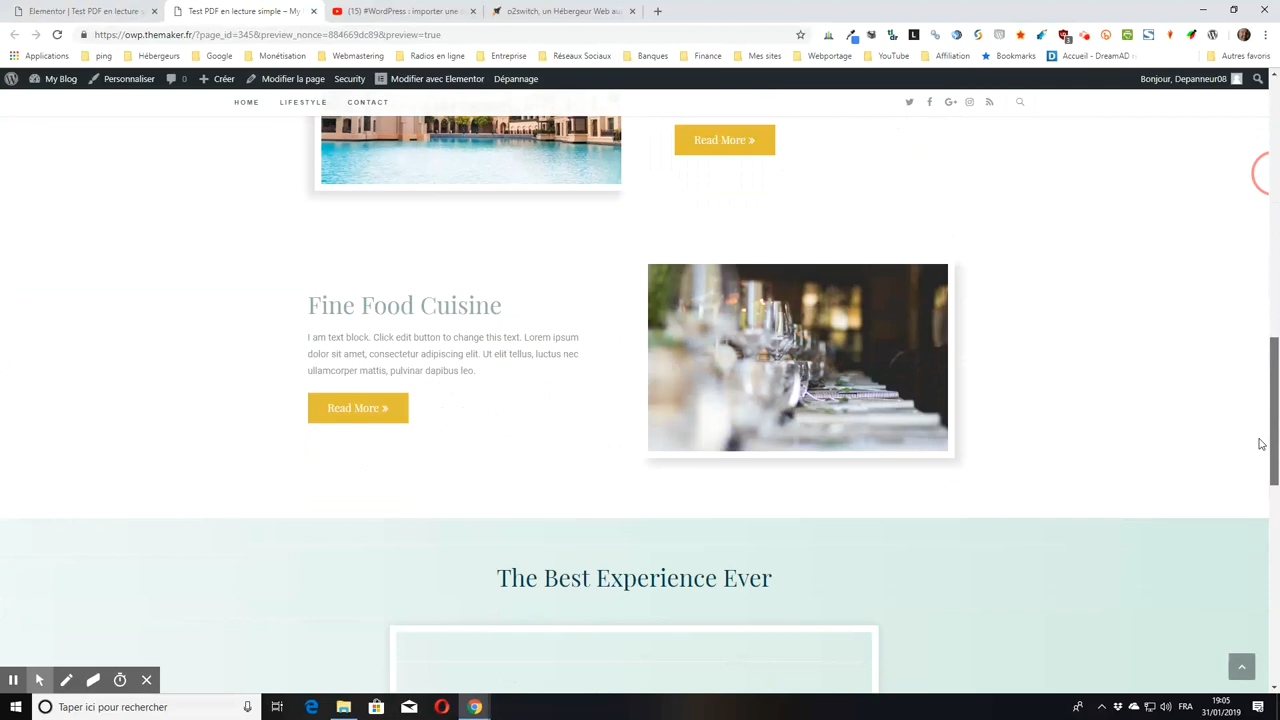 Elementor | Test PDF de l'encre
Test PDF l'encre perdue – My
(15) #WordPress : Importer un
o2switch, un Hébergeur Web au
https://owp.themaker.fr/?page_id=345&preview_nonce=884669dc89&preview=true
Applications ping Hébergeurs Google Monétisation Webmastering Radios en ligne Entreprise Réseaux Sociaux Banques Finance Mes sites Webportage YouTube Affiliation Bookmarks Accueil – DreamAD Autres favoris
My Blog Personnaliser 0 Créer Modifier la page Security Modifier avec Elementor Dépannage Bonjour, Depanneur08
HOME LIFESTYLE CONTACT
Read More »
Fine Food Cuisine
I am text block. Click edit button to change this text. Lorem ipsum
dolor sit amet, consectetur adipiscing elit. Ut elit tellus, luctus nec
ullamcorper mattis, pulvinar dapibus leo.
Read More »
The Best Experience Ever
Taper ici pour rechercher
FRA
19:05
31/01/2019